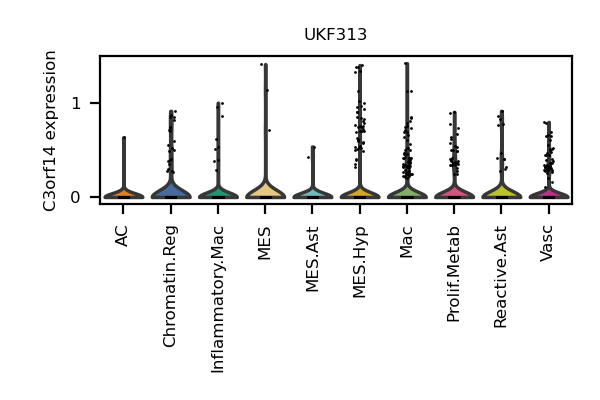 UKF313
C3orf14 expression
1
0
AC
Chromatin.Reg
Inflammatory.Mac
MES
MES.Ast
MES.Hyp
Mac
Prolif.Metab
Reactive.Ast
Vasc